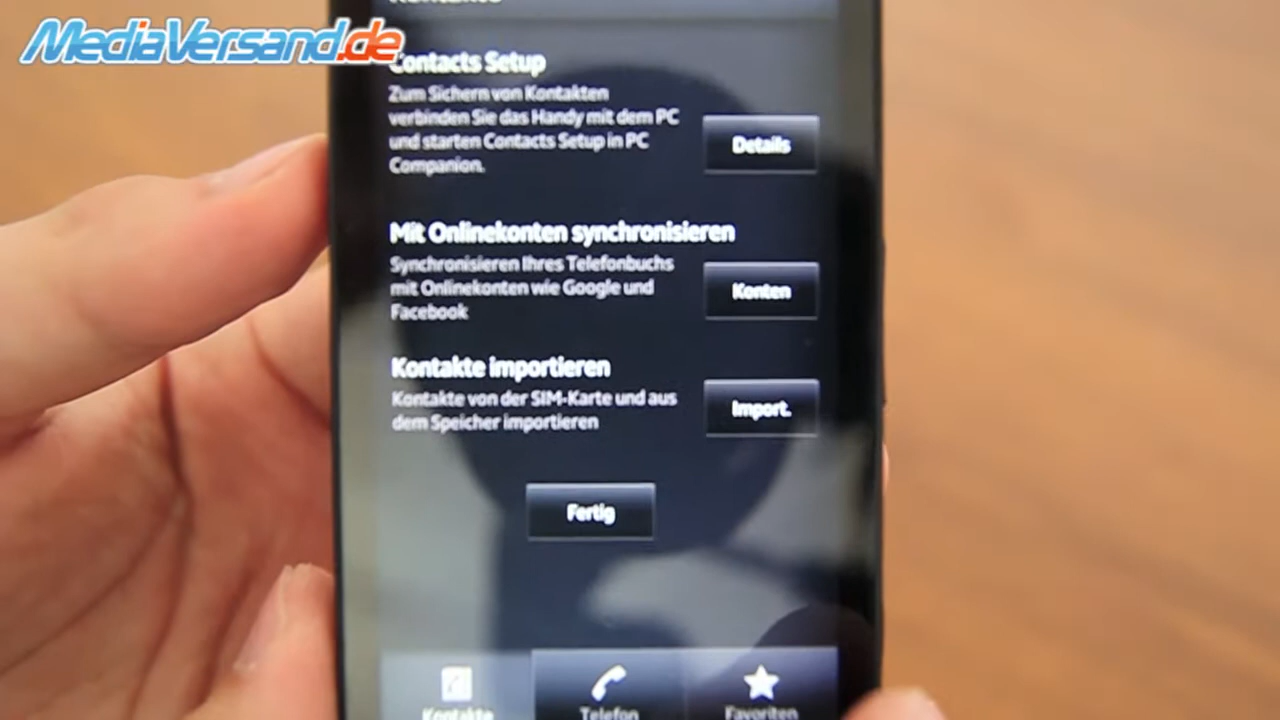 MediaVersand.de
Kontakte
Contacts Setup
Zum Sichern von Kontakten
verbinden Sie das Handy mit dem PC
und starten Contacts Setup in PC
Companion.
Details
Mit Onlinekonten synchronisieren
Synchronisieren Ihres Telefonbuchs
mit Onlinekonten wie Google und
Facebook
Konten
Kontakte importieren
Kontakte von der SIM-Karte und aus
dem Speicher importieren
Import.
Fertig
Kontakte
Telefon
Favoriten